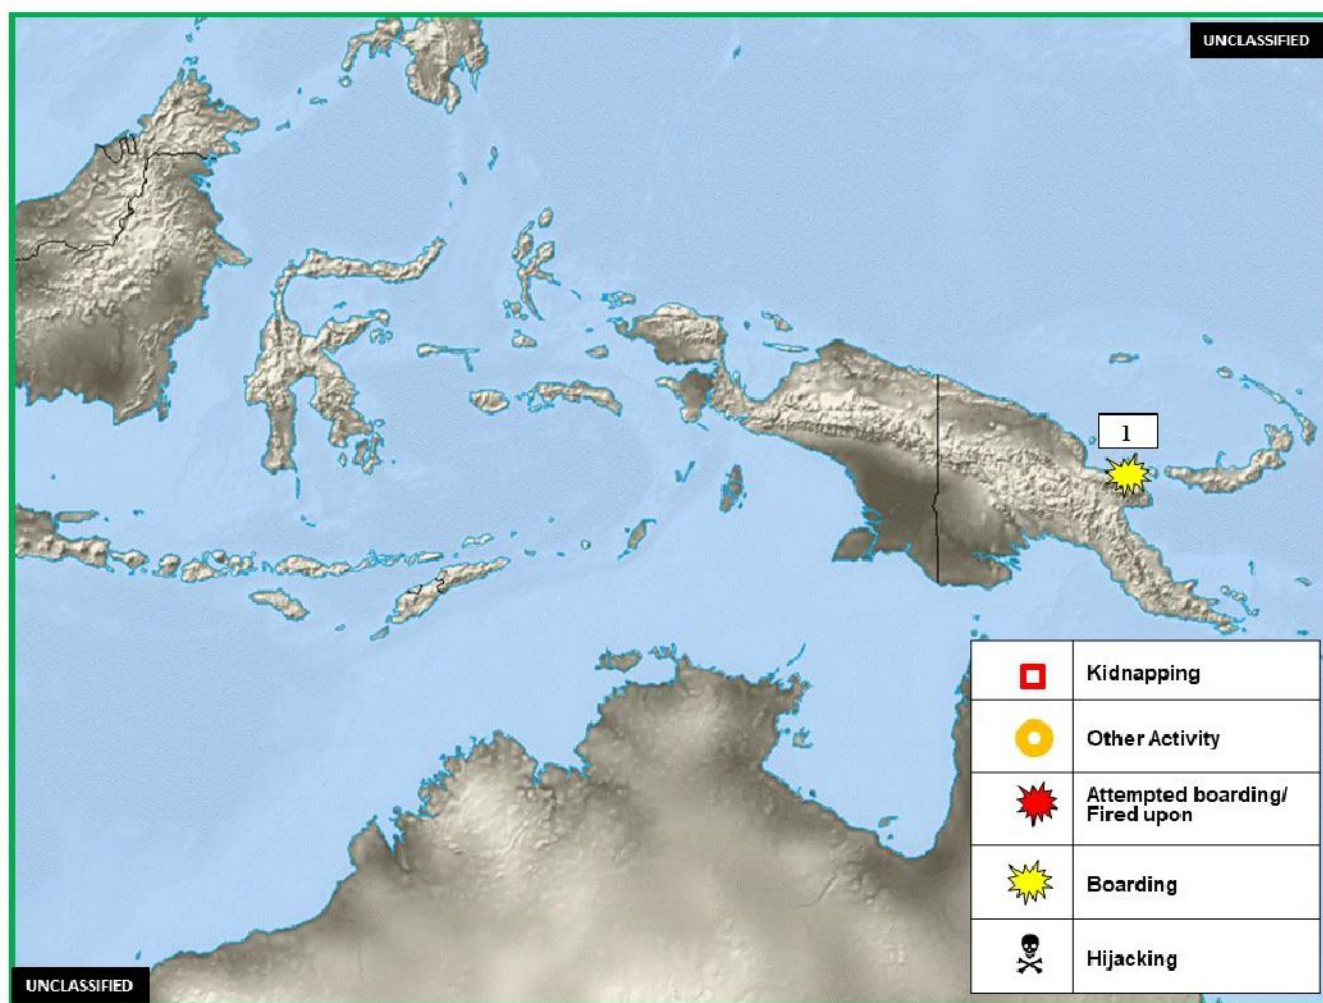 UNCLASSIFIED
1
Kidnapping
Other Activity
Attempted boarding/
Fired upon
Boarding
Hijacking
UNCLASSIFIED